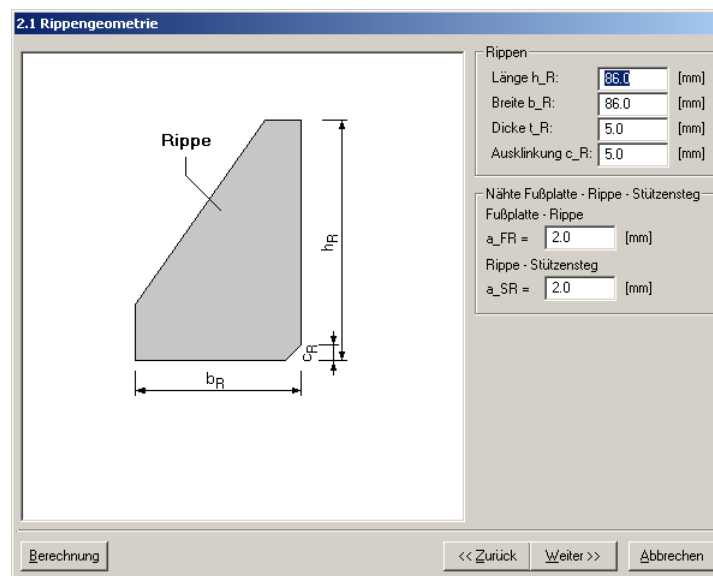 2.1 Rippengeometrie
Rippe
h_R
c_R
b_R
Rippen
Länge h_R: 86.0 [mm]
Breite b_R: 86.0 [mm]
Dicke t_R: 5.0 [mm]
Ausklinkung c_R: 5.0 [mm]
Nähte Fußplatte - Rippe - Stützensteg
Fußplatte - Rippe
a_FR = 2.0 [mm]
Rippe - Stützensteg
a_SR = 2.0 [mm]
Berechnung
<< Zurück
Weiter >>
Abbrechen